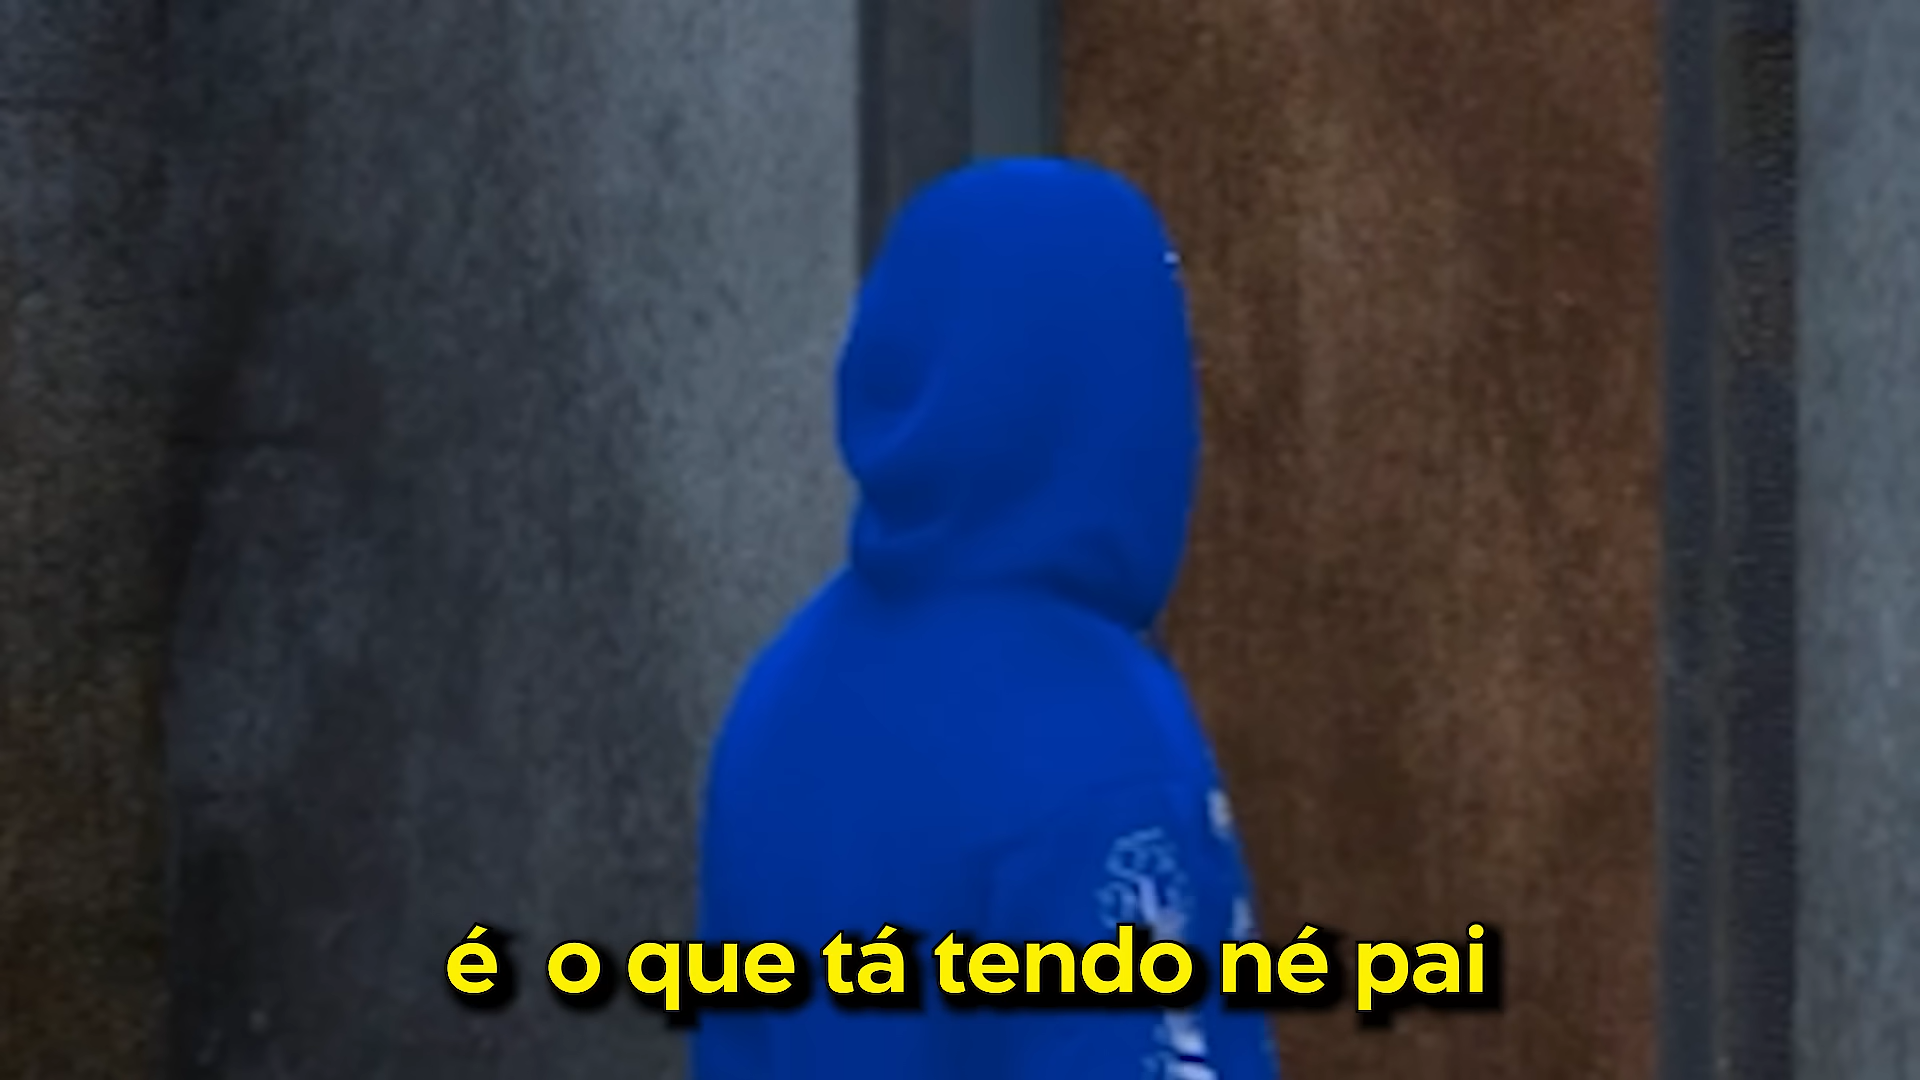 é o que tá tendo né pai